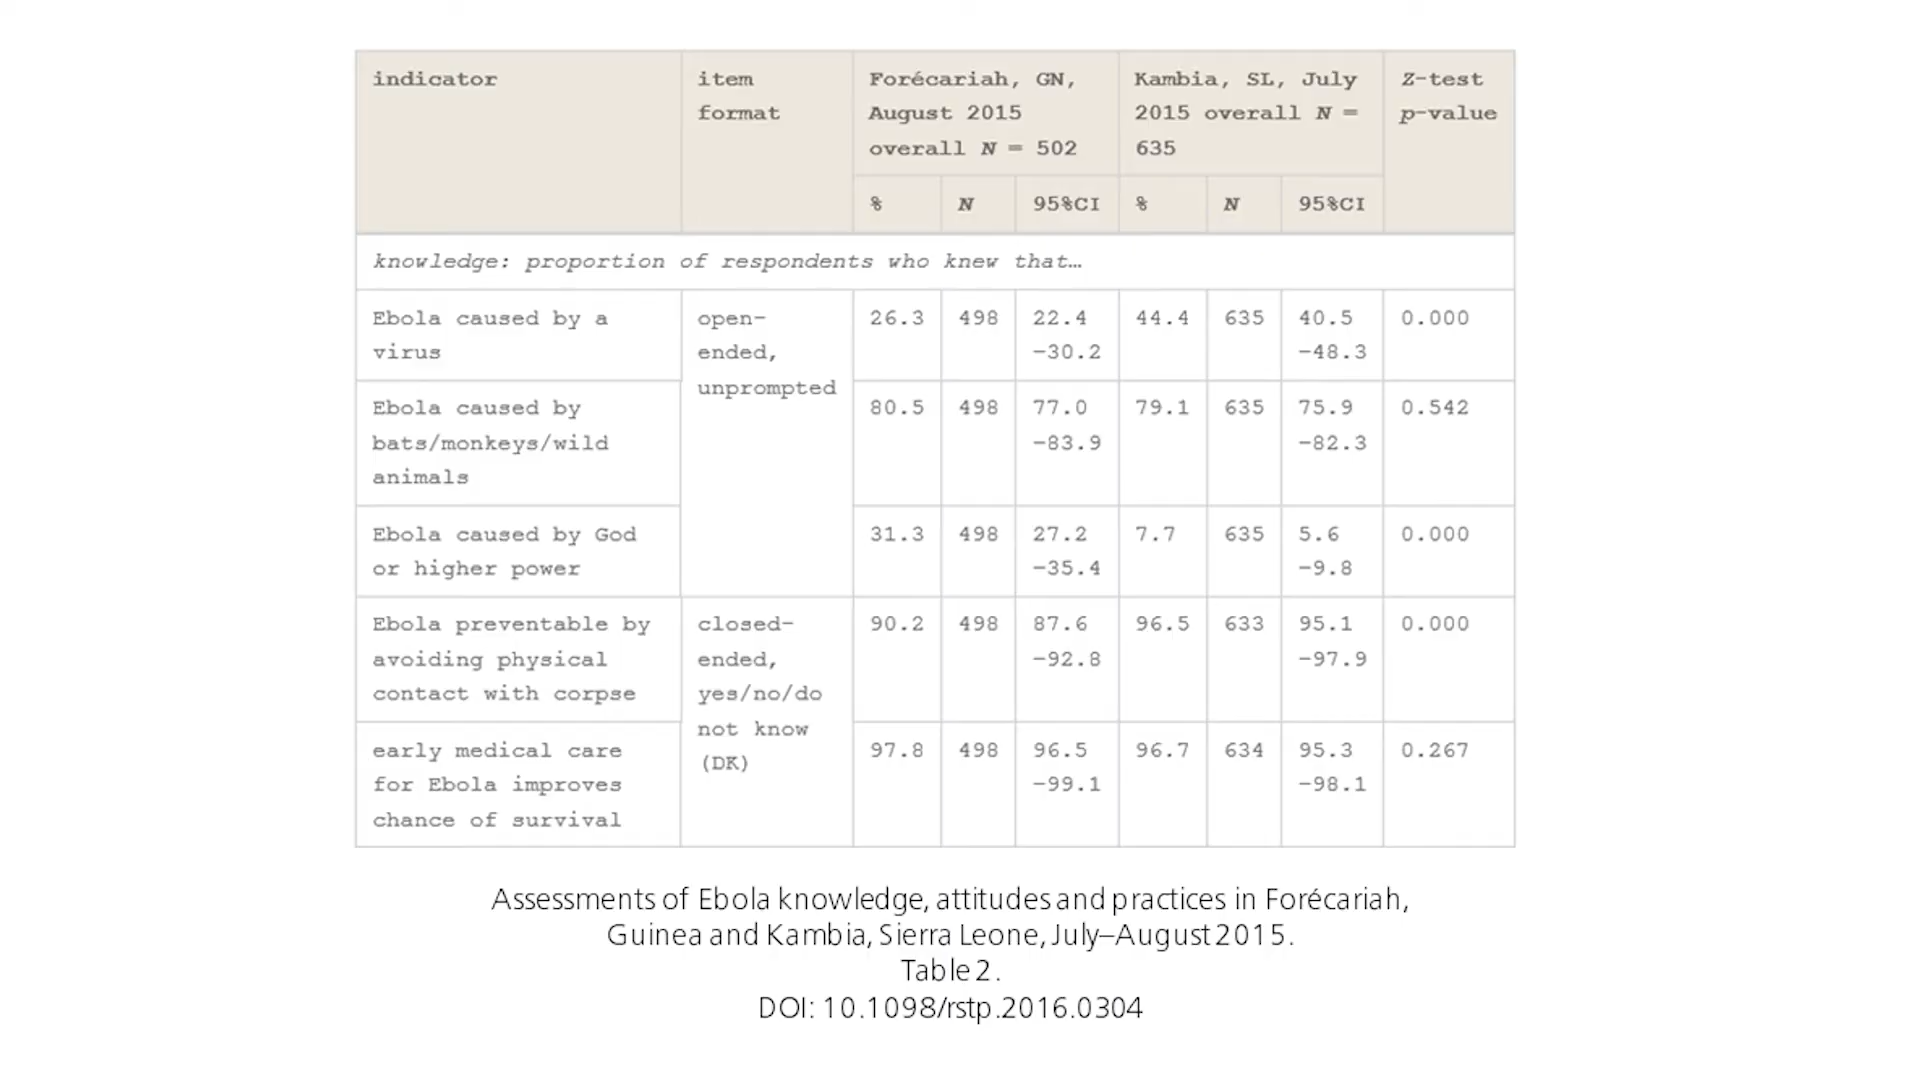 indicator
item
format
Forécariah, GN,
August 2015
overall N = 502
Kambia, SL, July
2015 overall N =
635
Z-test
p-value
% N 95%CI % N 95%CI
knowledge: proportion of respondents who knew that…
Ebola caused by a
virus
open-
ended,
unprompted
26.3 498 22.4
-30.2
44.4 635 40.5
-48.3
0.000
Ebola caused by
bats/monkeys/wild
animals
80.5 498 77.0
-83.9
79.1 635 75.9
-82.3
0.542
Ebola caused by God
or higher power
31.3 498 27.2
-35.4
7.7 635 5.6
-9.8
0.000
Ebola preventable by
avoiding physical
contact with corpse
closed-
ended,
yes/no/do
not know
(DK)
90.2 498 87.6
-92.8
96.5 633 95.1
-97.9
0.000
early medical care
for Ebola improves
chance of survival
97.8 498 96.5
-99.1
96.7 634 95.3
-98.1
0.267
Assessments of Ebola knowledge, attitudes and practices in Forécariah,
Guinea and Kambia, Sierra Leone, July–August 2015.
Table 2.
DOI: 10.1098/rstp.2016.0304